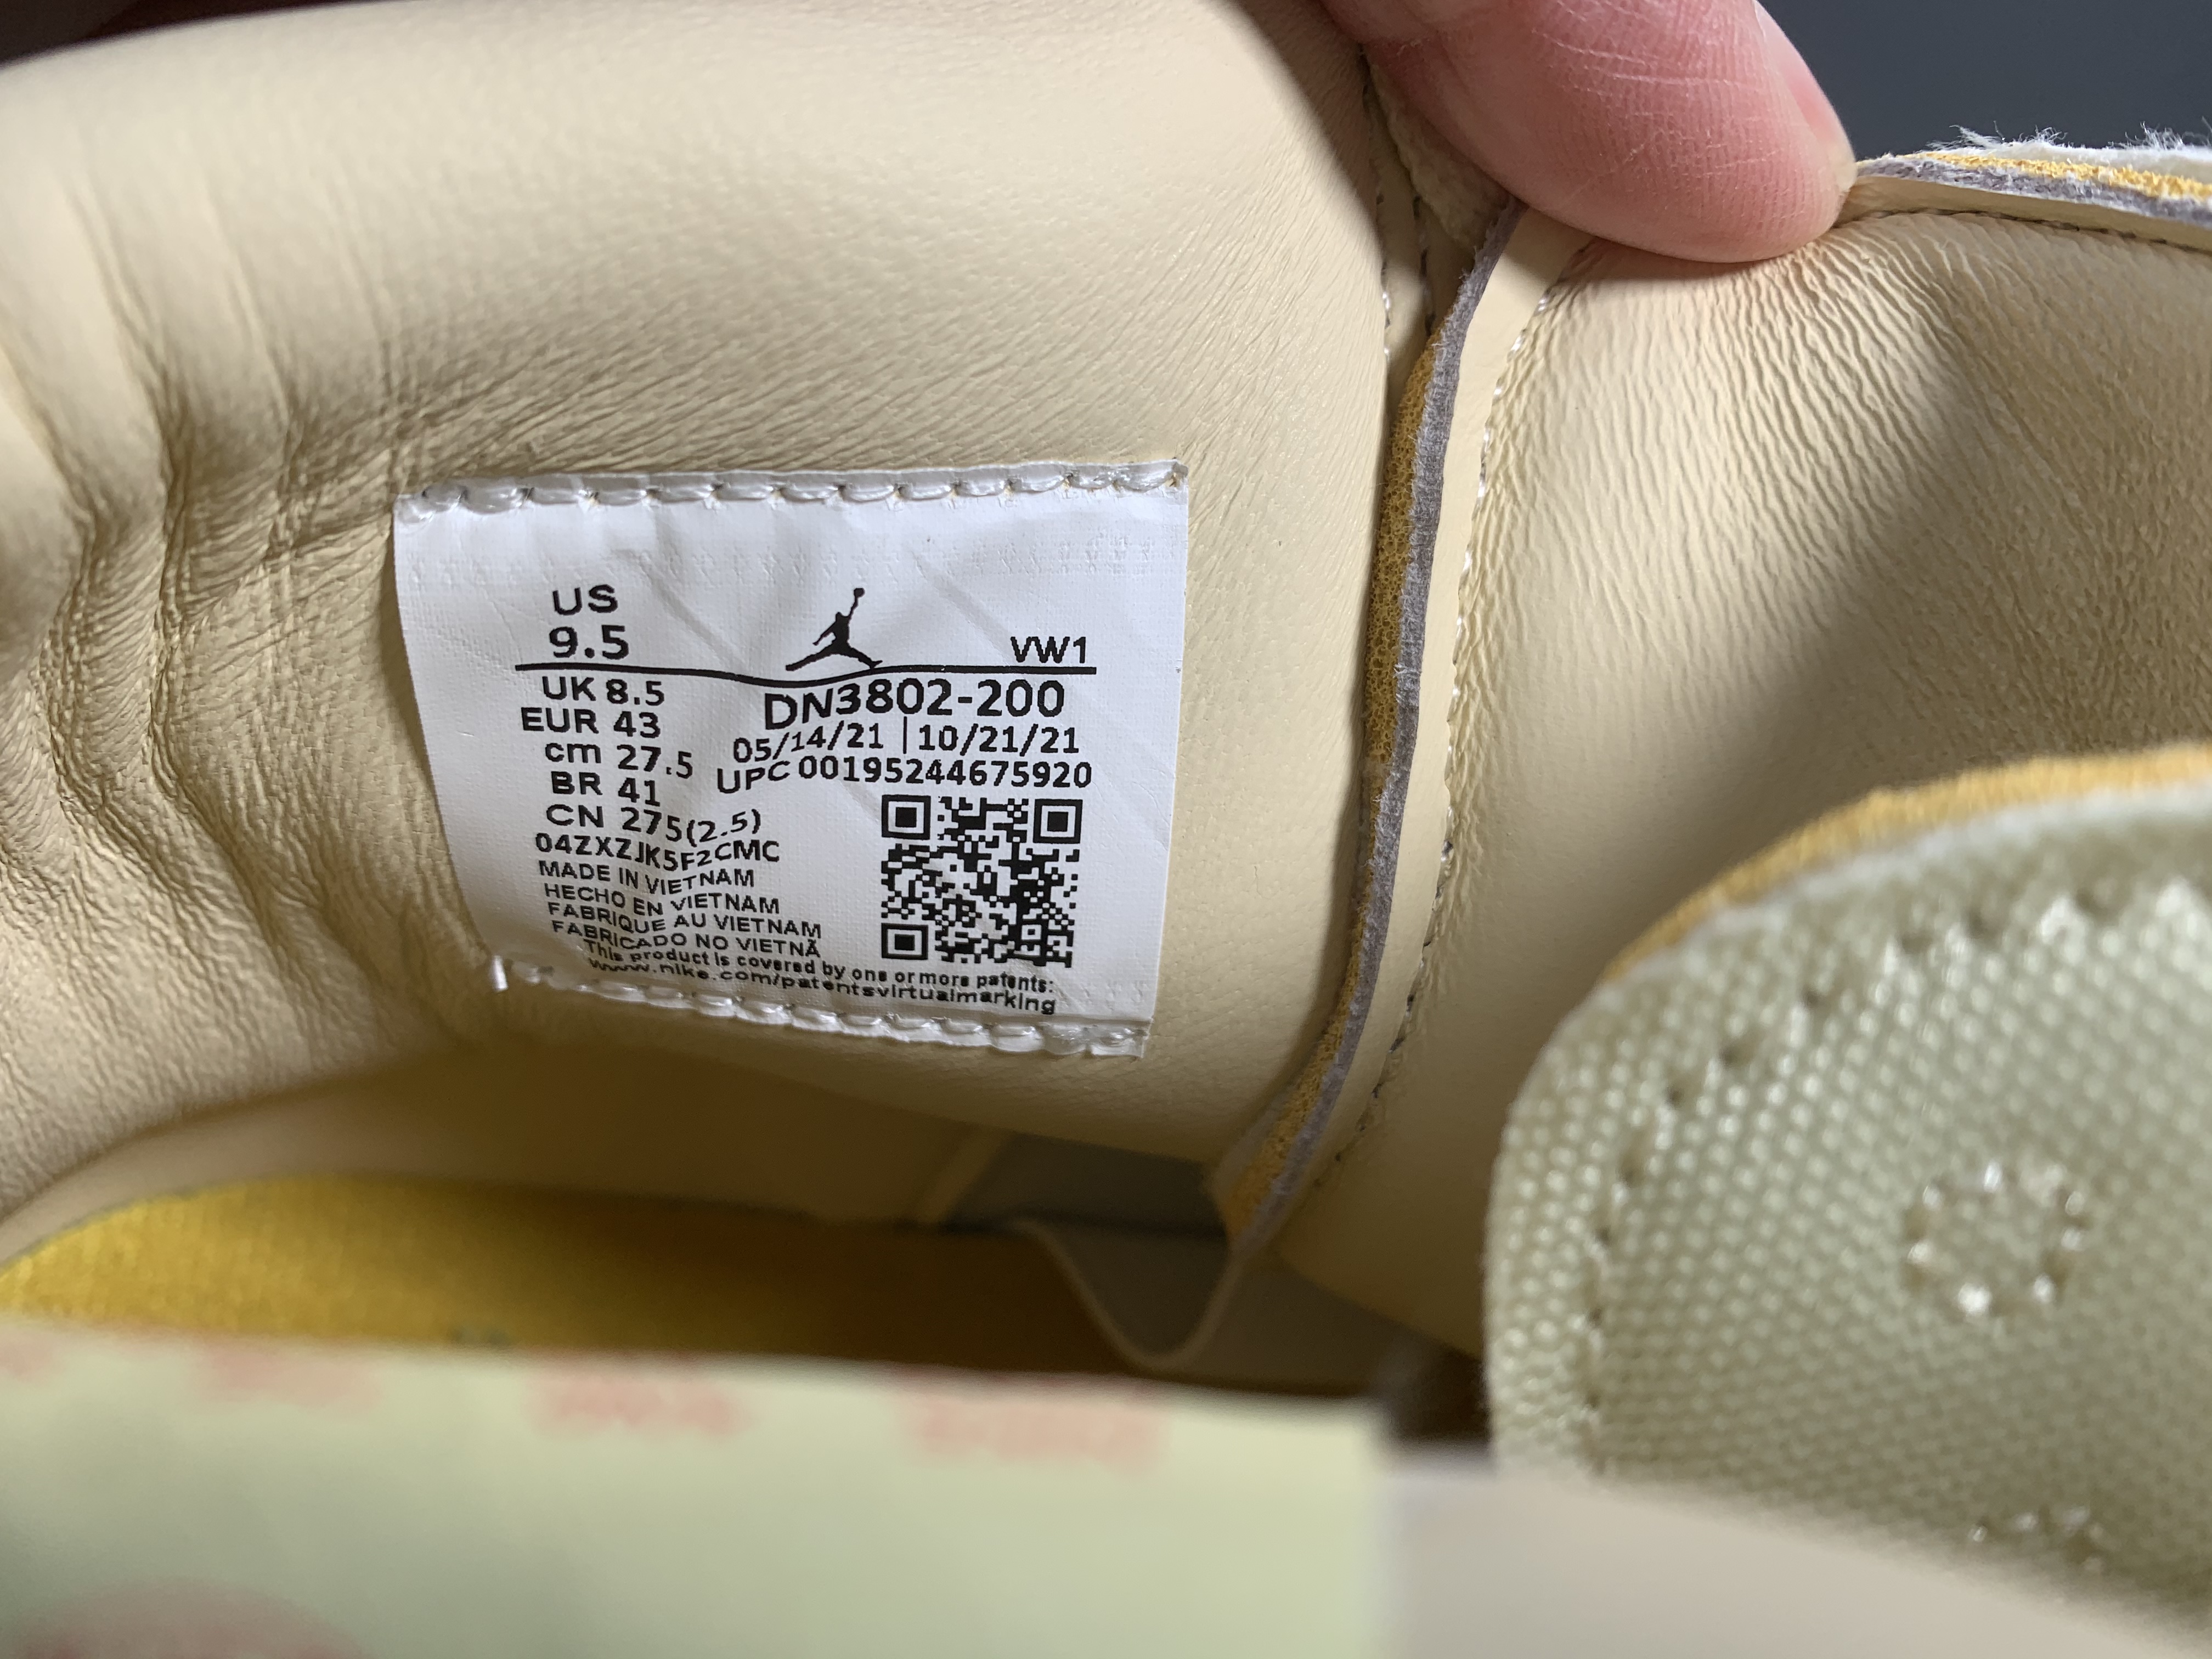 US
9.5
VW1
UK 8.5
EUR 43
cm 27.5
BR 41
CN 275(2.5)
DN3802-200
05/14/21 | 10/21/21
UPC 00195244675920
04ZXZJK5F2CMC
MADE IN VIETNAM
HECHO EN VIETNAM
FABRIQUE AU VIETNAM
FABRICADO NO VIETNÃ
This product is covered by one or more patents:
www.nike.com/patentsvirtualmarking